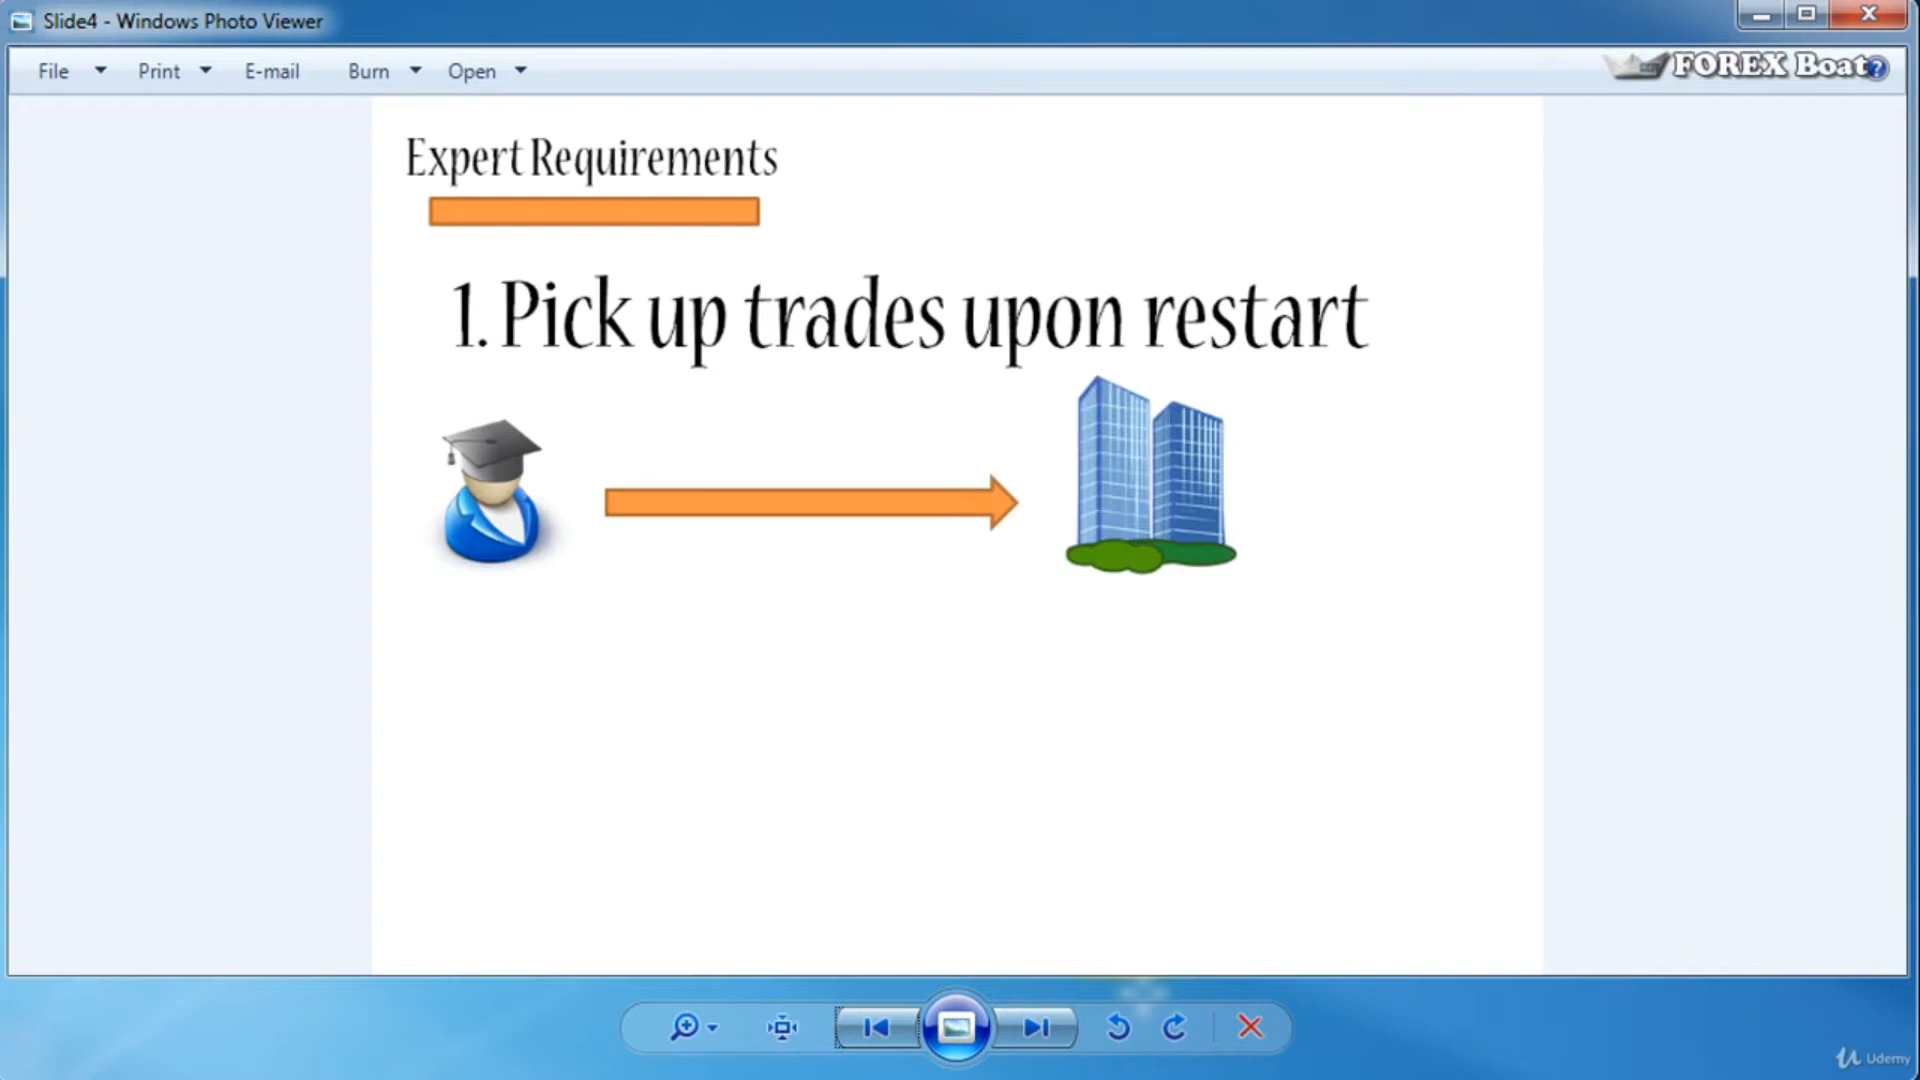 Slide4 - Windows Photo Viewer
File Print E-mail Burn Open
FOREX Boat
?
Expert Requirements
1. Pick up trades upon restart
Udemy